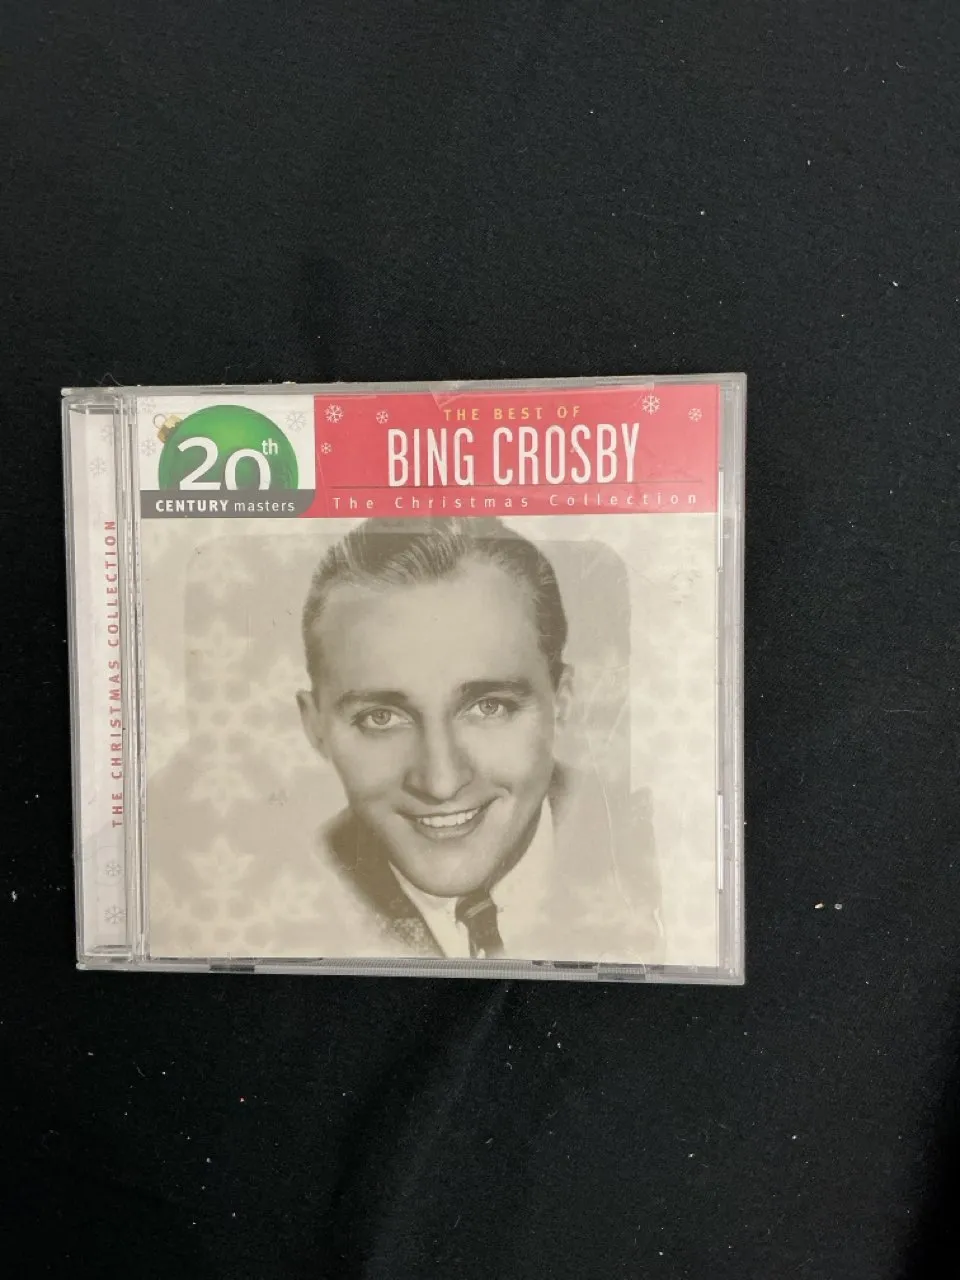 20th
CENTURY masters
THE BEST OF
BING CROSBY
The Christmas Collection
THE CHRISTMAS COLLECTION